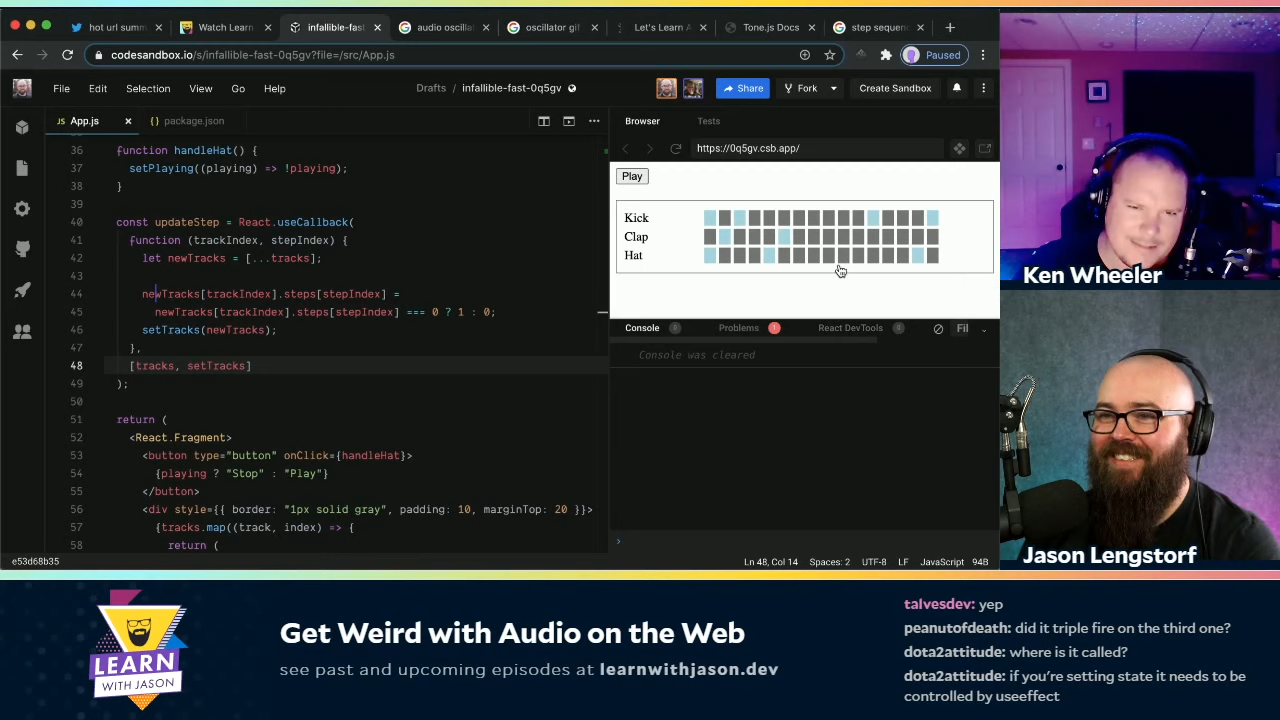 hot url summ
Watch Learn
infallible-fast
audio oscillat
oscillator gif
Let's Learn A
Tone.js Docs
step sequenc
codesandbox.io/s/infallible-fast-0q5gv?file=/src/App.js
Paused
File
Edit
Selection
View
Go
Help
Drafts / infallible-fast-0q5gv
Share
Fork
Create Sandbox
JS App.js
{} package.json
Browser
Tests
https://0q5gv.csb.app/
36 function handleHat() {
37 setPlaying((playing) => !playing);
38 }
39
40 const updateStep = React.useCallback(
41 function (trackIndex, stepIndex) {
42 let newTracks = [...tracks];
43
44 newTracks[trackIndex].steps[stepIndex] =
45 newTracks[trackIndex].steps[stepIndex] === 0 ? 1 : 0;
46 setTracks(newTracks);
47 },
48 [tracks, setTracks]
49 );
50
51 return (
52 <React.Fragment>
53 <button type="button" onClick={handleHat}>
54 {playing ? "Stop" : "Play"}
55 </button>
56 <div style={{ border: "1px solid gray", padding: 10, marginTop: 20 }}>
57 {tracks.map((track, index) => {
58 return (
Play
Kick
Clap
Hat
Console 0
Problems
React DevTools 0
Fil
Console was cleared
e53d68b35
Ln 48, Col 14
Spaces: 2
UTF-8
LF
JavaScript
94B
Ken Wheeler
Jason Lengstorf
LEARN
WITH JASON
Get Weird with Audio on the Web
see past and upcoming episodes at learnwithjason.dev
talvesdev: yep
peanutofdeath: did it triple fire on the third one?
dota2attitude: where is it called?
dota2attitude: if you're setting state it needs to be
controlled by useeffect